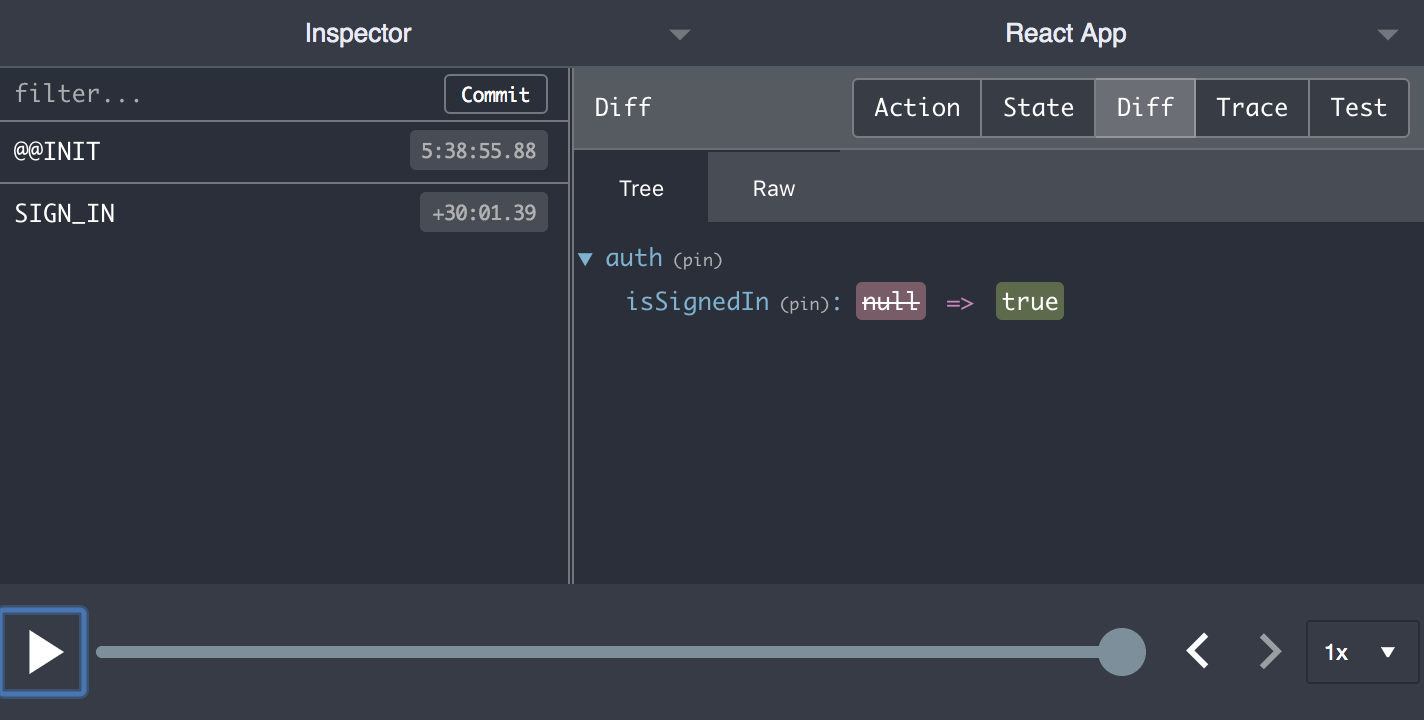 Inspector React App
filter... Commit
Diff Action State Diff Trace Test
@@INIT 5:38:55.88
Tree Raw
SIGN_IN +30:01.39
auth (pin)
isSignedIn (pin): null => true
1x